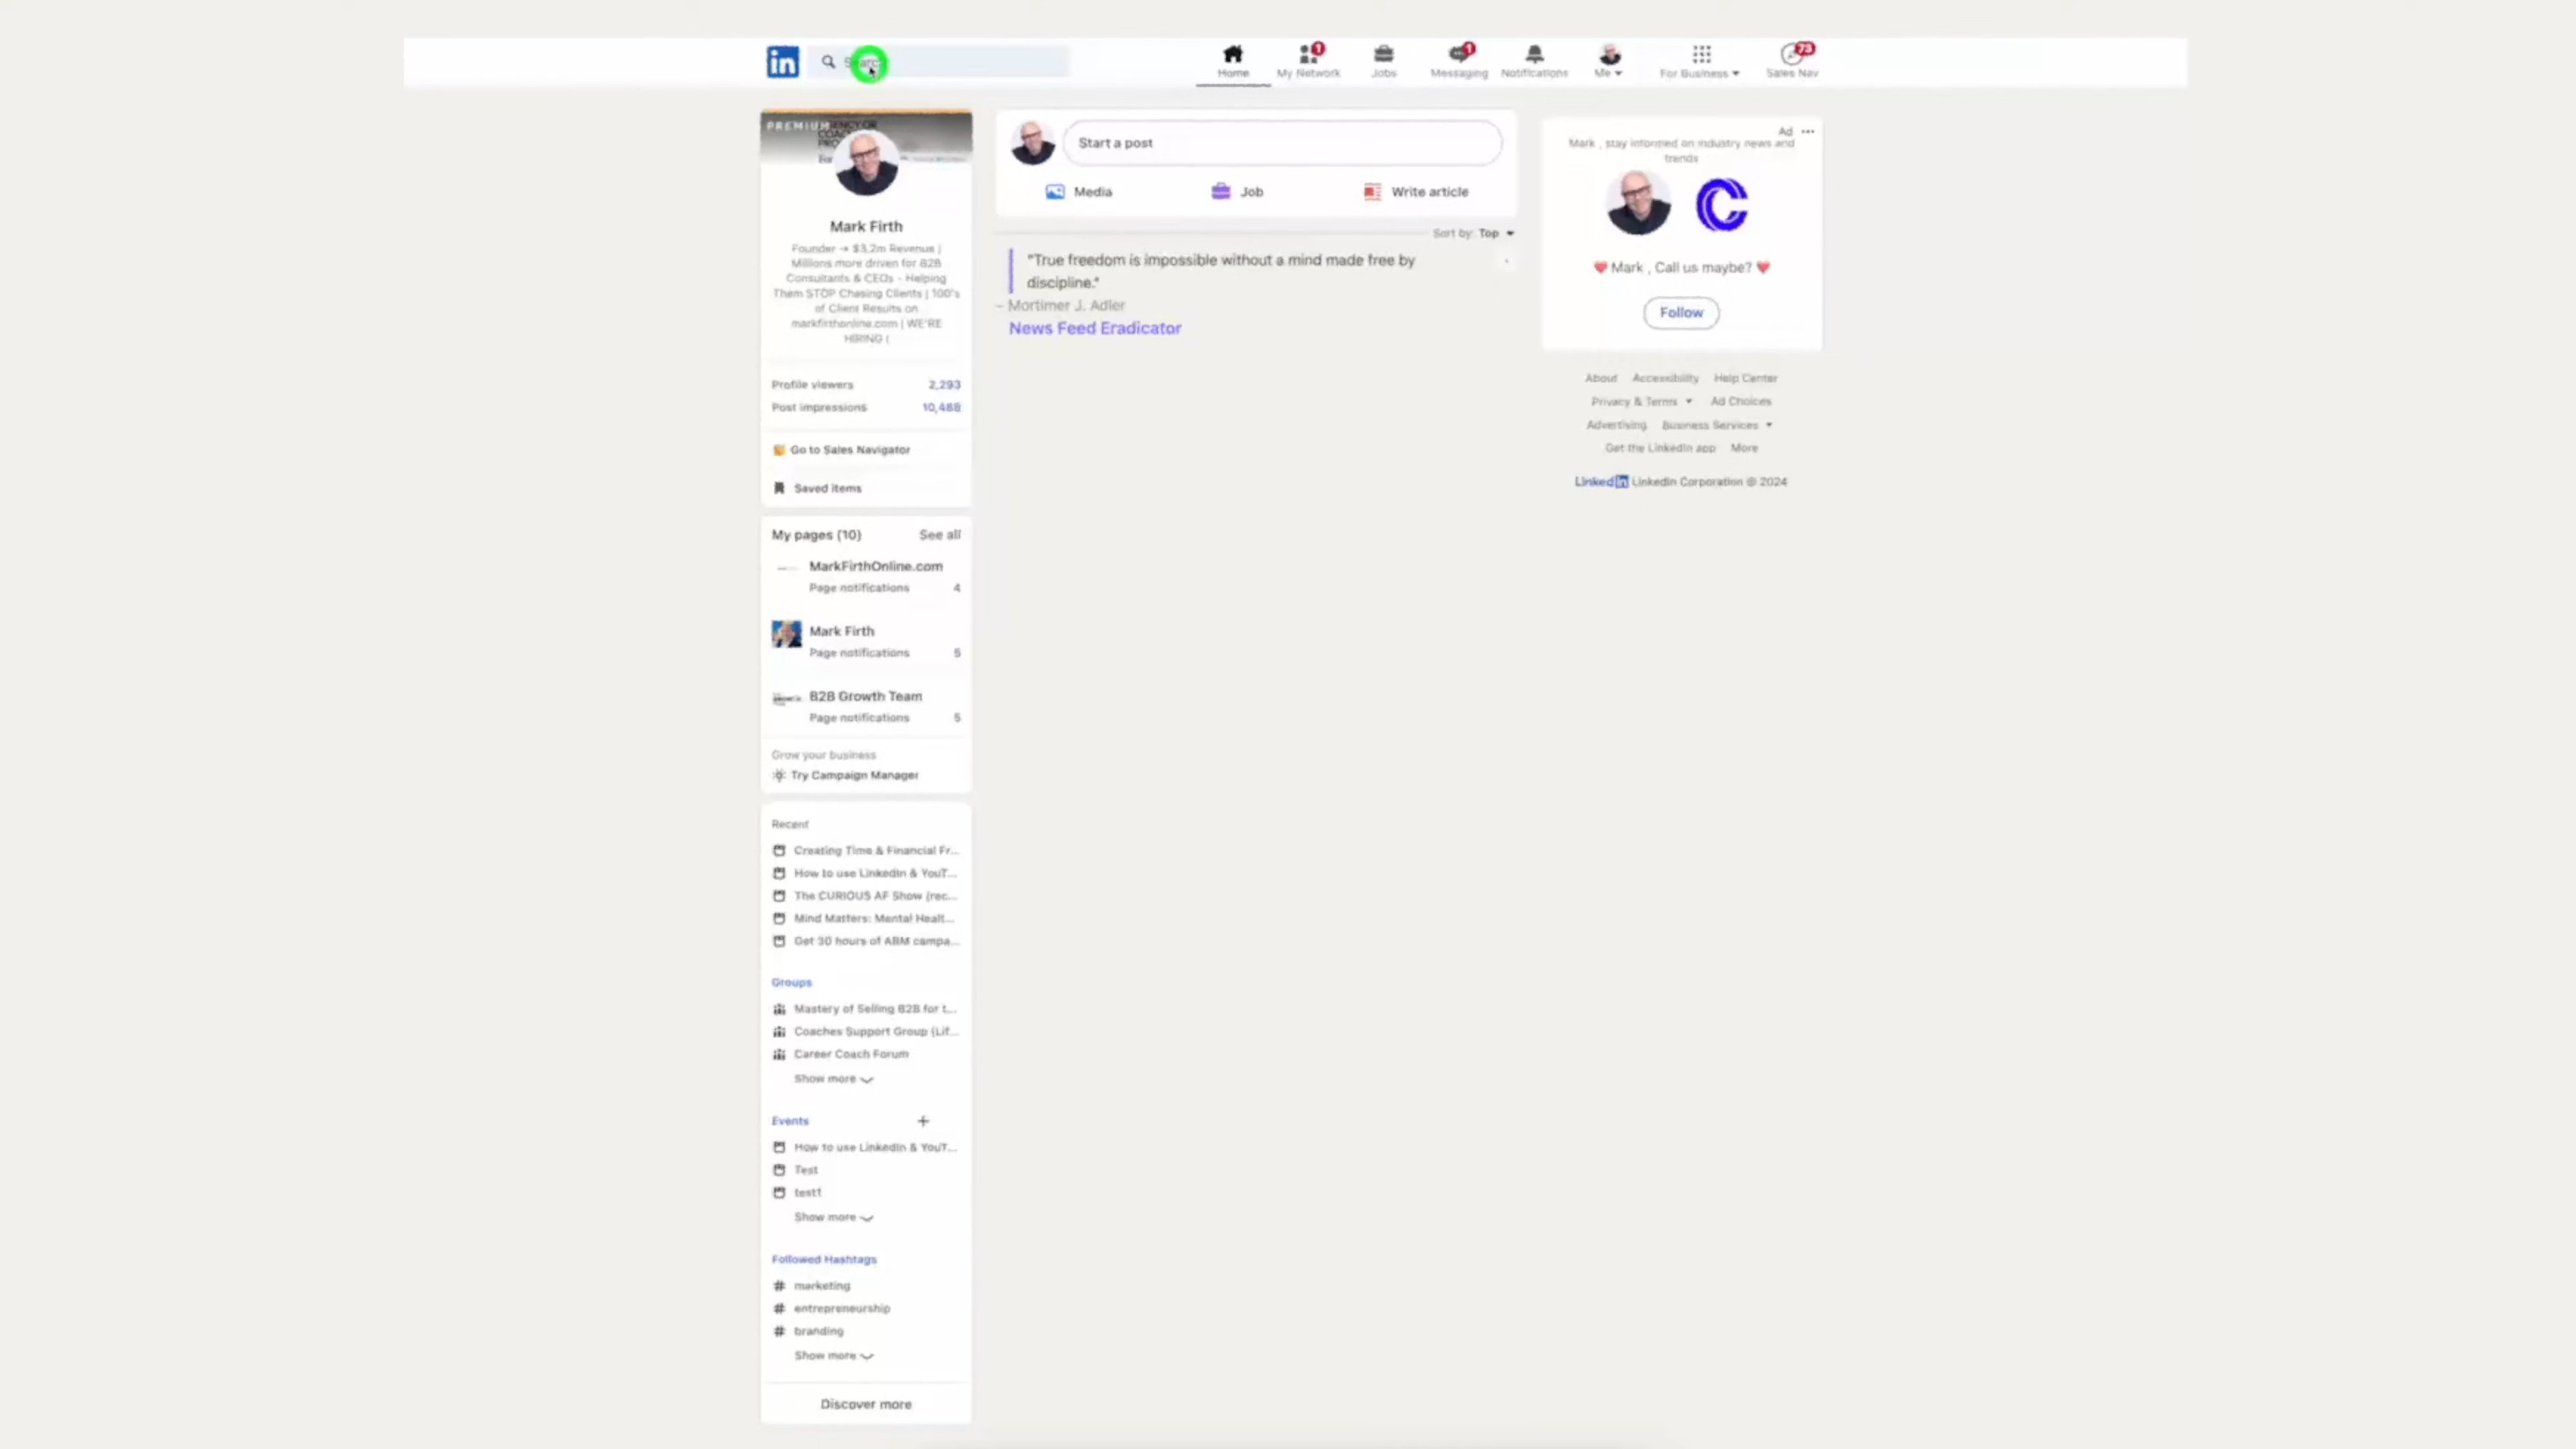 in
Home
My Network 1
Jobs
Messaging 1
Notifications
Me
For Business
Sales Nav 73
PREMIUM
Mark Firth
Founder → $3,2m Revenue |
Millions more driven for B2B
Consultants & CEOs - Helping
Them STOP Chasing Clients | 100's
of Client Results on
markfirthonline.com | WE'RE
HIRING (
Profile viewers 2,293
Post impressions 10,488
Go to Sales Navigator
Saved items
My pages (10) See all
MarkFirthOnline.com
Page notifications 4
Mark Firth
Page notifications 5
B2B Growth Team
Page notifications 5
Grow your business
Try Campaign Manager
Recent
Creating Time & Financial Fr...
How to use LinkedIn & YouT...
The CURIOUS AF Show (rec...
Mind Matters: Mental Healt...
Get 30 hours of ABM campa...
Groups
Mastery of Selling B2B for t...
Coaches Support Group (Lif...
Career Coach Forum
Show more
Events +
How to use LinkedIn & YouT...
Test
test1
Show more
Followed Hashtags
# marketing
# entrepreneurship
# branding
Show more
Discover more
Start a post
Media
Job
Write article
Sort by: Top
"True freedom is impossible without a mind made free by
discipline."
– Mortimer J. Adler
News Feed Eradicator
Ad ...
Mark , stay informed on industry news and
trends
Mark , Call us maybe?
Follow
About Accessibility Help Center
Privacy & Terms Ad Choices
Advertising Business Services
Get the LinkedIn app More
Linkedin LinkedIn Corporation © 2024